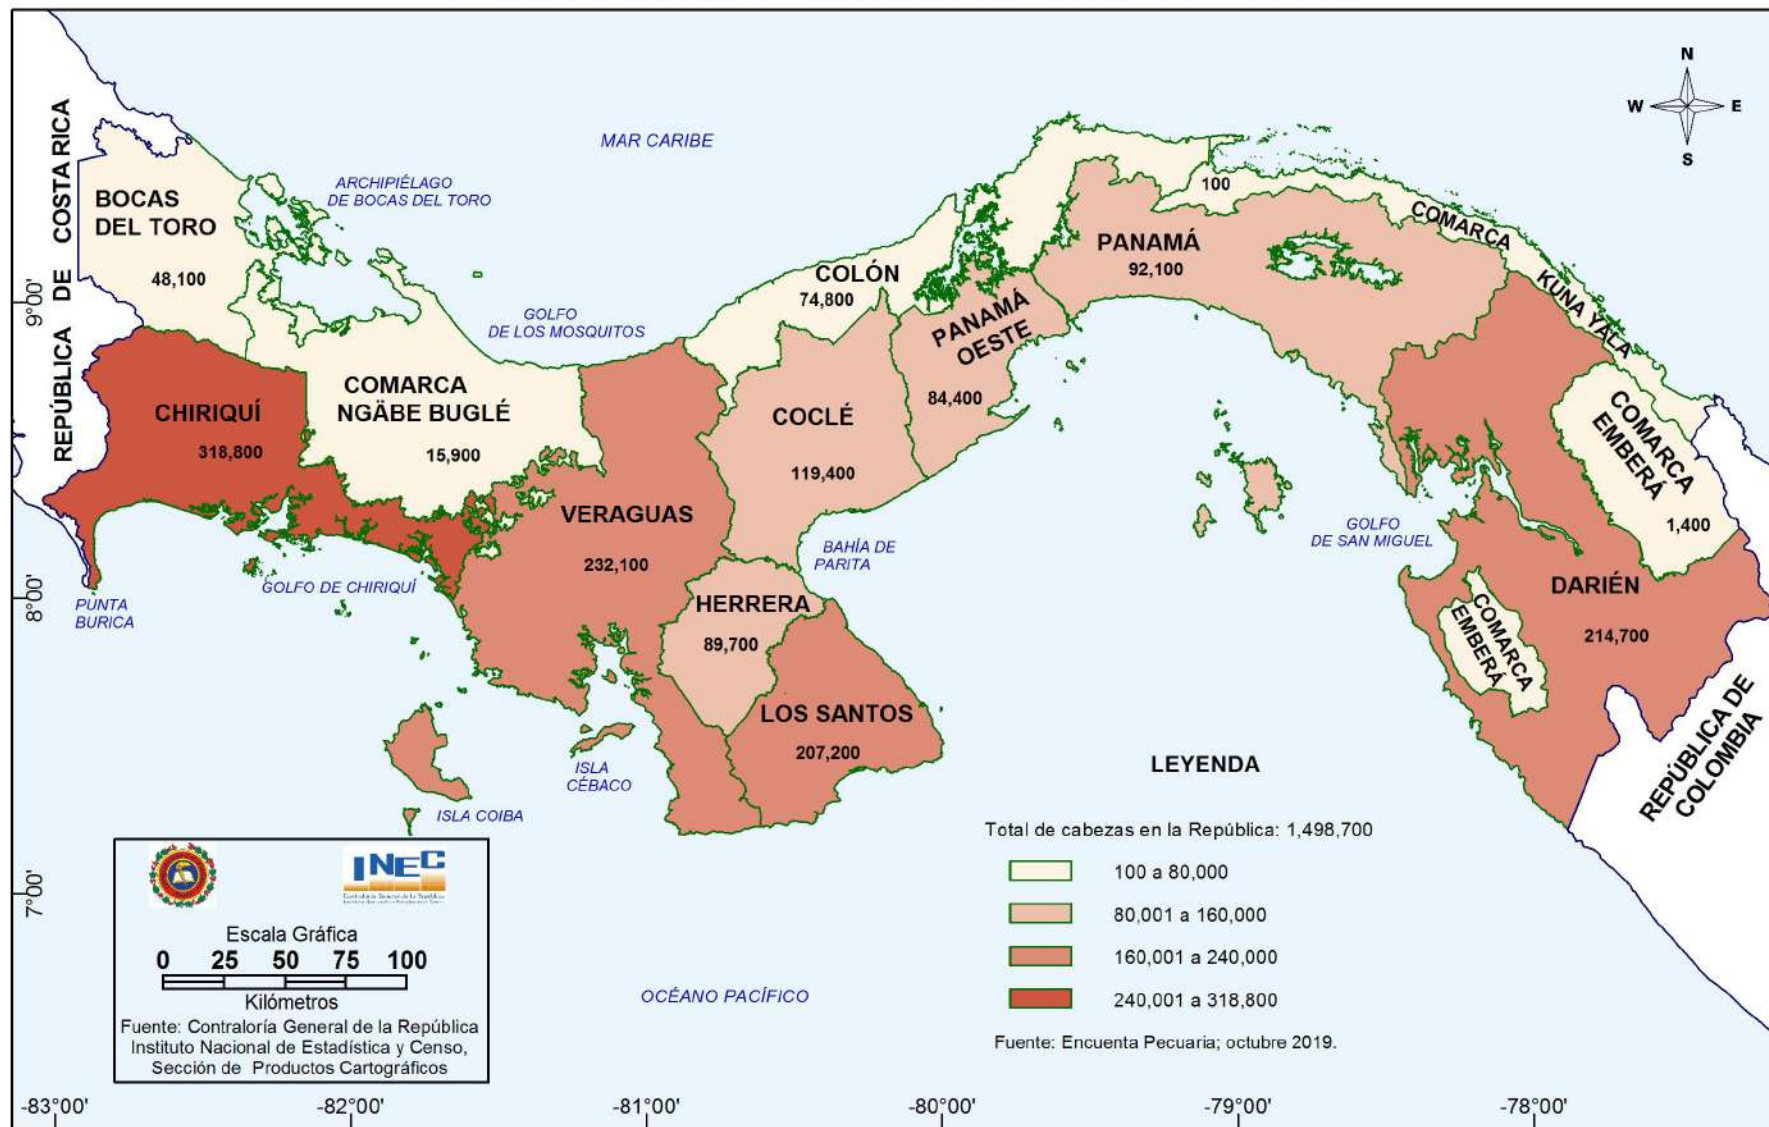 N
W E
S
REPÚBLICA DE COSTA RICA
MAR CARIBE
ARCHIPIÉLAGO
DE BOCAS DEL TORO
BOCAS
DEL TORO
48,100
100
COMARCA
KUNA YALA
PANAMÁ
92,100
COLÓN
74,800
GOLFO
DE LOS MOSQUITOS
PANAMÁ
OESTE
84,400
COMARCA
NGÄBE BUGLÉ
15,900
CHIRIQUÍ
318,800
COCLÉ
119,400
COMARCA
EMBERÁ
1,400
VERAGUAS
232,100
GOLFO
DE SAN MIGUEL
BAHÍA DE
PARITA
GOLFO DE CHIRIQUÍ
PUNTA
BURICA
HERRERA
89,700
DARIÉN
214,700
COMARCA
EMBERÁ
LOS SANTOS
207,200
REPÚBLICA DE
COLOMBIA
ISLA
CÉBACO
ISLA COIBA
LEYENDA
Total de cabezas en la República: 1,498,700
100 a 80,000
80,001 a 160,000
160,001 a 240,000
240,001 a 318,800
Fuente: Encuenta Pecuaria; octubre 2019.
OCÉANO PACÍFICO
INEC
Escala Gráfica
0 25 50 75 100
Kilómetros
Fuente: Contraloría General de la República
Instituto Nacional de Estadística y Censo,
Sección de Productos Cartográficos
9°00'
8°00'
7°00'
-83°00' -82°00' -81°00' -80°00' -79°00' -78°00'